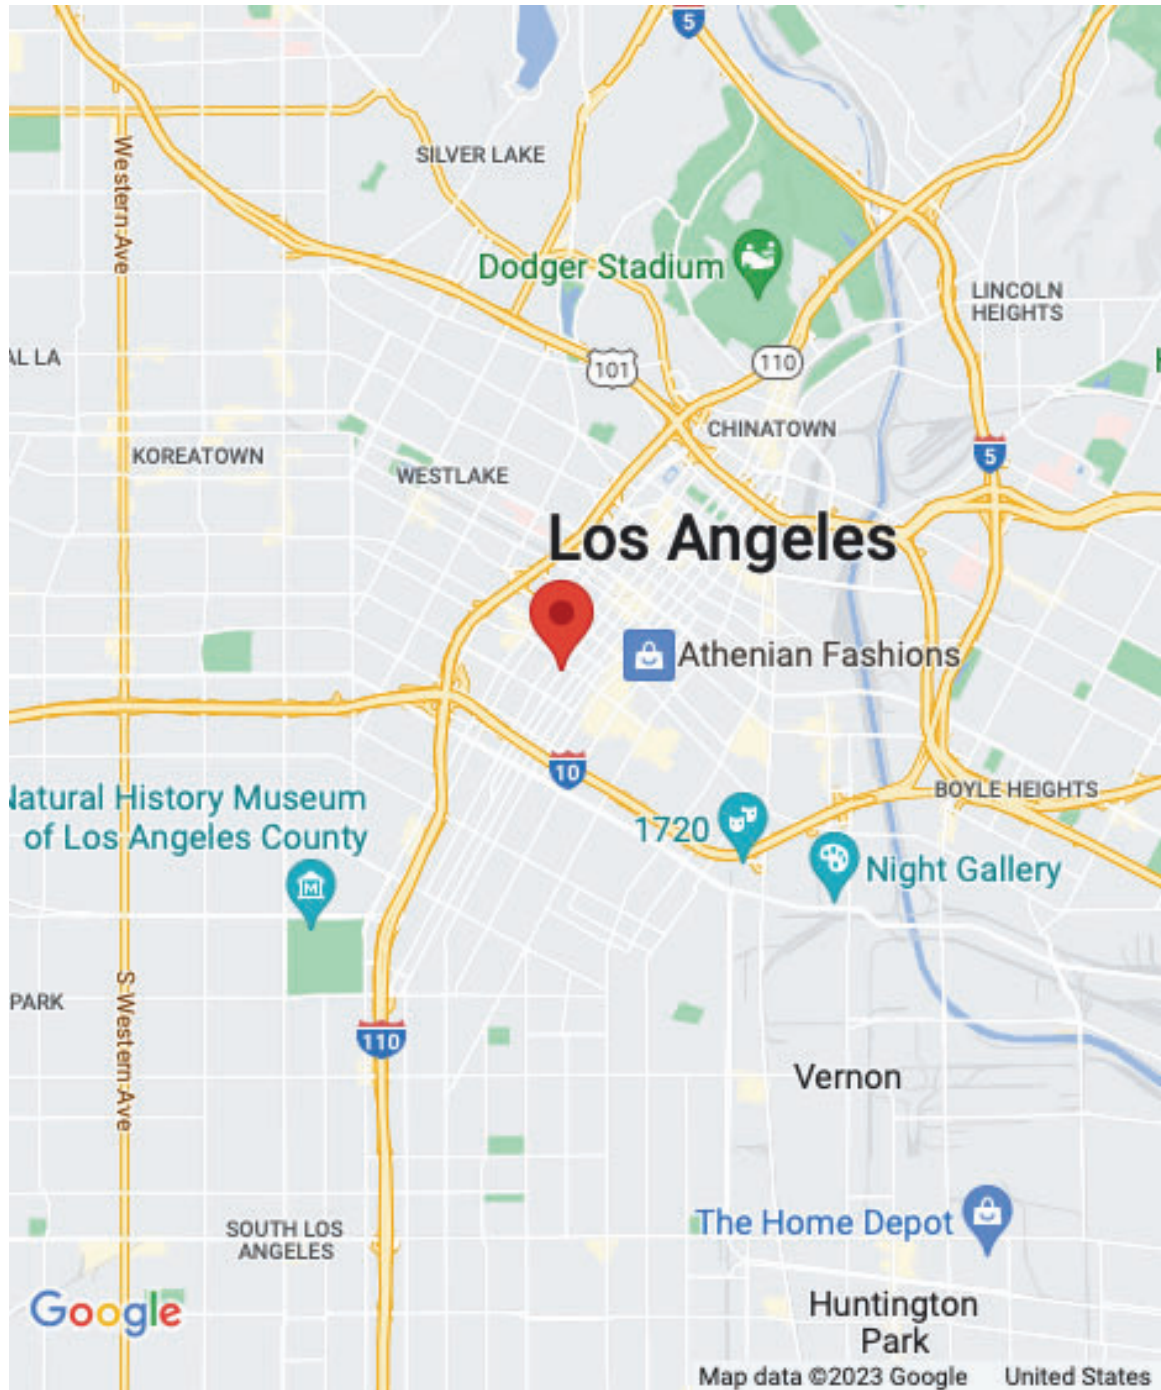 5
SILVER LAKE
Western Ave
Dodger Stadium
LINCOLN
HEIGHTS
AL LA
101
110
CHINATOWN
KOREATOWN
5
WESTLAKE
Los Angeles
Athenian Fashions
10
BOYLE HEIGHTS
Natural History Museum
of Los Angeles County
1720
Night Gallery
PARK
S Western Ave
110
Vernon
The Home Depot
SOUTH LOS
ANGELES
Google
Huntington
Park
Map data ©2023 Google United States